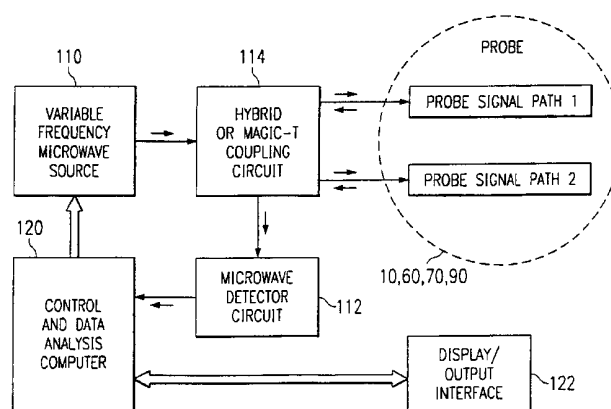 110
VARIABLE
FREQUENCY
MICROWAVE
SOURCE
114
HYBRID
OR MAGIC-T
COUPLING
CIRCUIT
PROBE
PROBE SIGNAL PATH 1
PROBE SIGNAL PATH 2
10,60,70,90
120
CONTROL
AND DATA
ANALYSIS
COMPUTER
MICROWAVE
DETECTOR
CIRCUIT
112
DISPLAY/
OUTPUT
INTERFACE
122